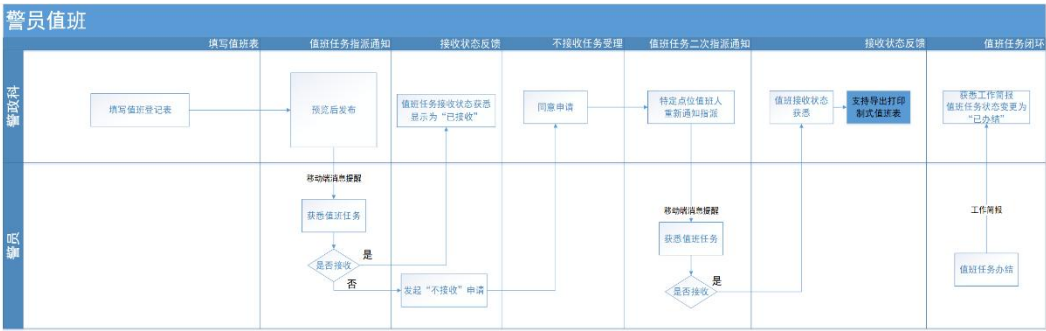 警员值班
填写值班表
值班任务指派通知
接收状态反馈
不接收任务受理
值班任务二次指派通知
接收状态反馈
值班任务闭环
警政科
填写值班登记表
预览后发布
值班任务接收状态获悉
显示为“已接收”
同意申请
特定点位值班人
重新通知指派
值班接收状态
获悉
支持导出打印
制式值班表
获悉工作简报
值班任务状态变更为
“已办结”
警员
移动端消息提醒
获悉值班任务
是否接收
是
否
发起“不接收”申请
移动端消息提醒
获悉值班任务
是否接收
是
工作简报
值班任务办结